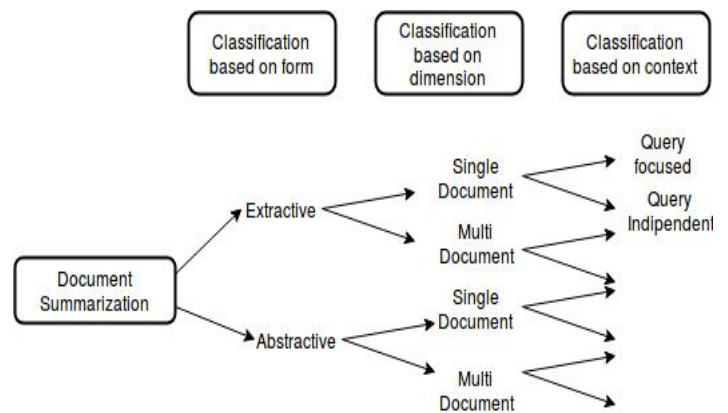 Classification
based on form
Classification
based on
dimension
Classification
based on context
Query
focused
Single
Document
Extractive
Query
Indipendent
Multi
Document
Document
Summarization
Single
Document
Abstractive
Multi
Document